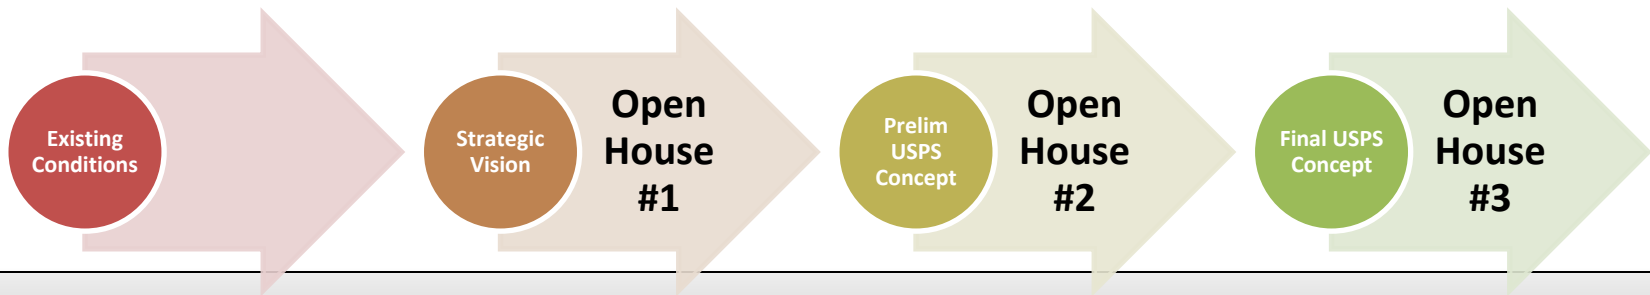 Existing
Conditions
Strategic
Vision
Open
House
#1
Prelim
USPS
Concept
Open
House
#2
Final USPS
Concept
Open
House
#3